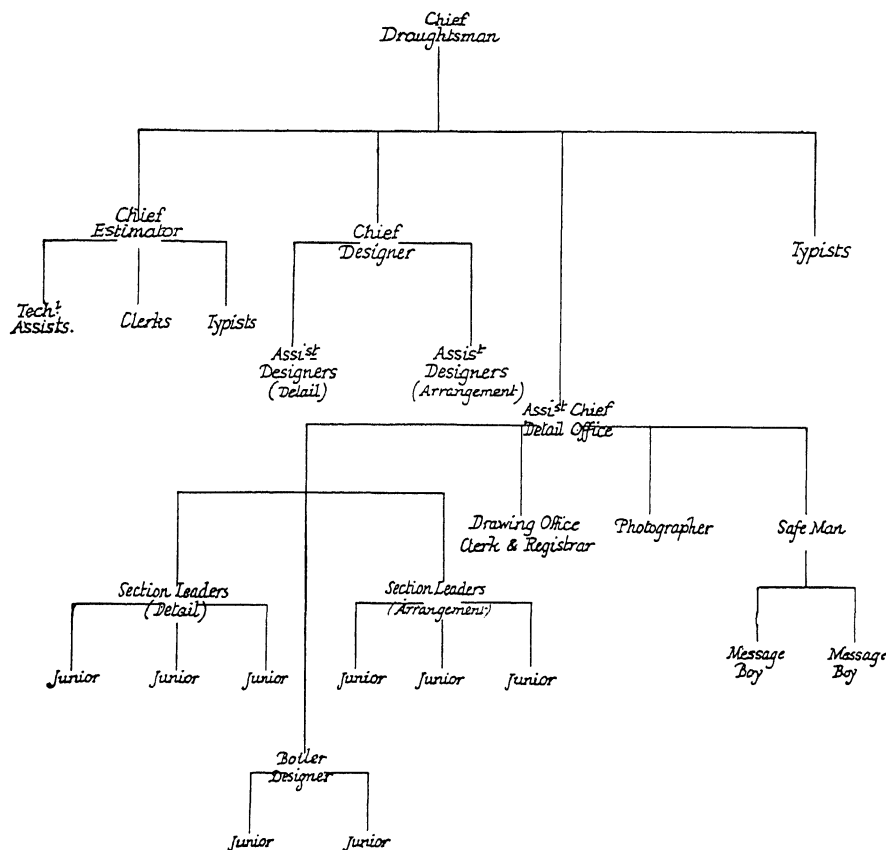 Chief
Draughtsman
Chief
Estimator
Tech!
Assists.
Clerks
Typists
Chief
Designer
Assist
Designers
(Detail)
Assist
Designers
(Arrangement)
Typists
Assist Chief
Detail Office
Drawing Office
Clerk & Registrar
Photographer
Safe Man
Section Leaders
(Detail)
Section Leaders
(Arrangement)
Junior
Junior
Junior
Junior
Junior
Junior
Message
Boy
Message
Boy
Boiler
Designer
Junior
Junior